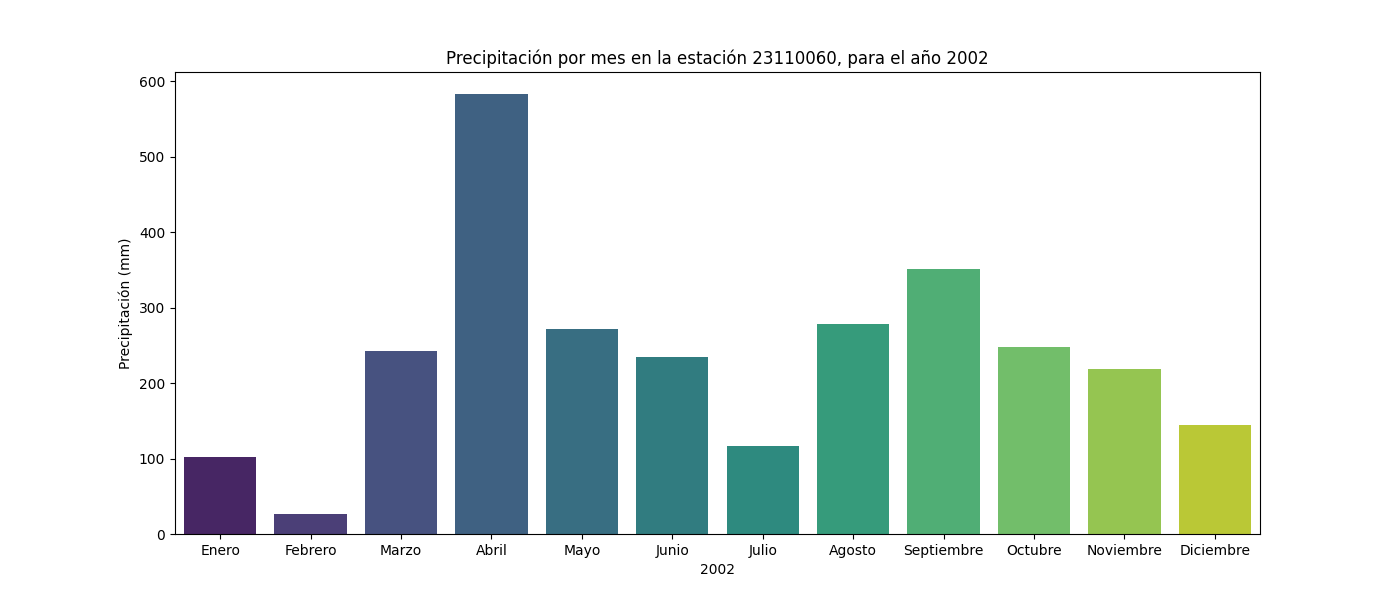 Precipitación por mes en la estación 23110060, para el año 2002
Precipitación (mm)
600
500
400
300
200
100
0
Enero Febrero Marzo Abril Mayo Junio Julio Agosto Septiembre Octubre Noviembre Diciembre
2002